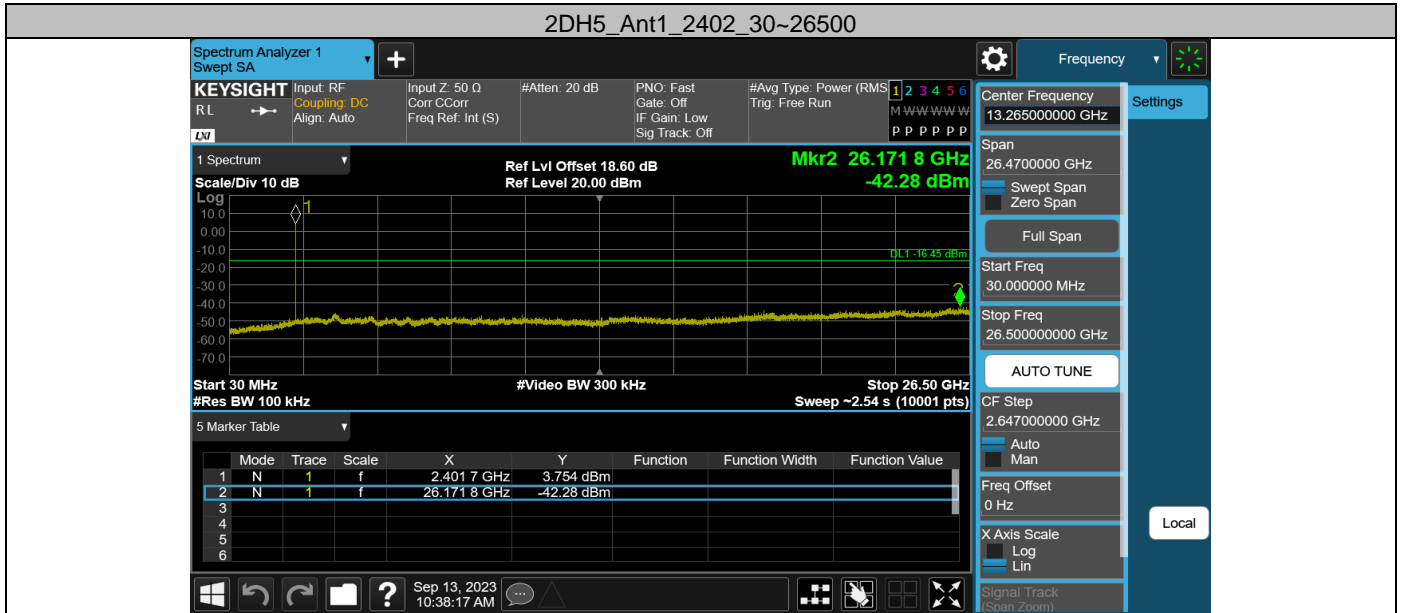 2DH5_Ant1_2402_30~26500
Spectrum Analyzer 1
Swept SA
+
Frequency
KEYSIGHT
RL
LXI
Input: RF
Coupling: DC
Align: Auto
Input Z: 50 Ω
Corr CCorr
Freq Ref: Int (S)
#Atten: 20 dB
PNO: Fast
Gate: Off
IF Gain: Low
Sig Track: Off
#Avg Type: Power (RMS
Trig: Free Run
1 2 3 4 5 6
M W W W W W
P P P P P P
1 Spectrum
Scale/Div 10 dB
Ref Lvl Offset 18.60 dB
Ref Level 20.00 dBm
Mkr2 26.171 8 GHz
-42.28 dBm
Log
10.0
0.00
-10.0
-20.0
-30.0
-40.0
-50.0
-60.0
-70.0
1
DL1 -16.45 dBm
2
Start 30 MHz
#Res BW 100 kHz
#Video BW 300 kHz
Stop 26.50 GHz
Sweep ~2.54 s (10001 pts)
5 Marker Table
Mode Trace Scale X Y Function Function Width Function Value
1 N 1 f 2.401 7 GHz 3.754 dBm
2 N 1 f 26.171 8 GHz -42.28 dBm
3
4
5
6
Sep 13, 2023
10:38:17 AM
?
Center Frequency
13.265000000 GHz
Settings
Span
26.4700000 GHz
Swept Span
Zero Span
Full Span
Start Freq
30.000000 MHz
Stop Freq
26.500000000 GHz
AUTO TUNE
CF Step
2.647000000 GHz
Auto
Man
Freq Offset
0 Hz
Local
X Axis Scale
Log
Lin
Signal Track
(Span Zoom)